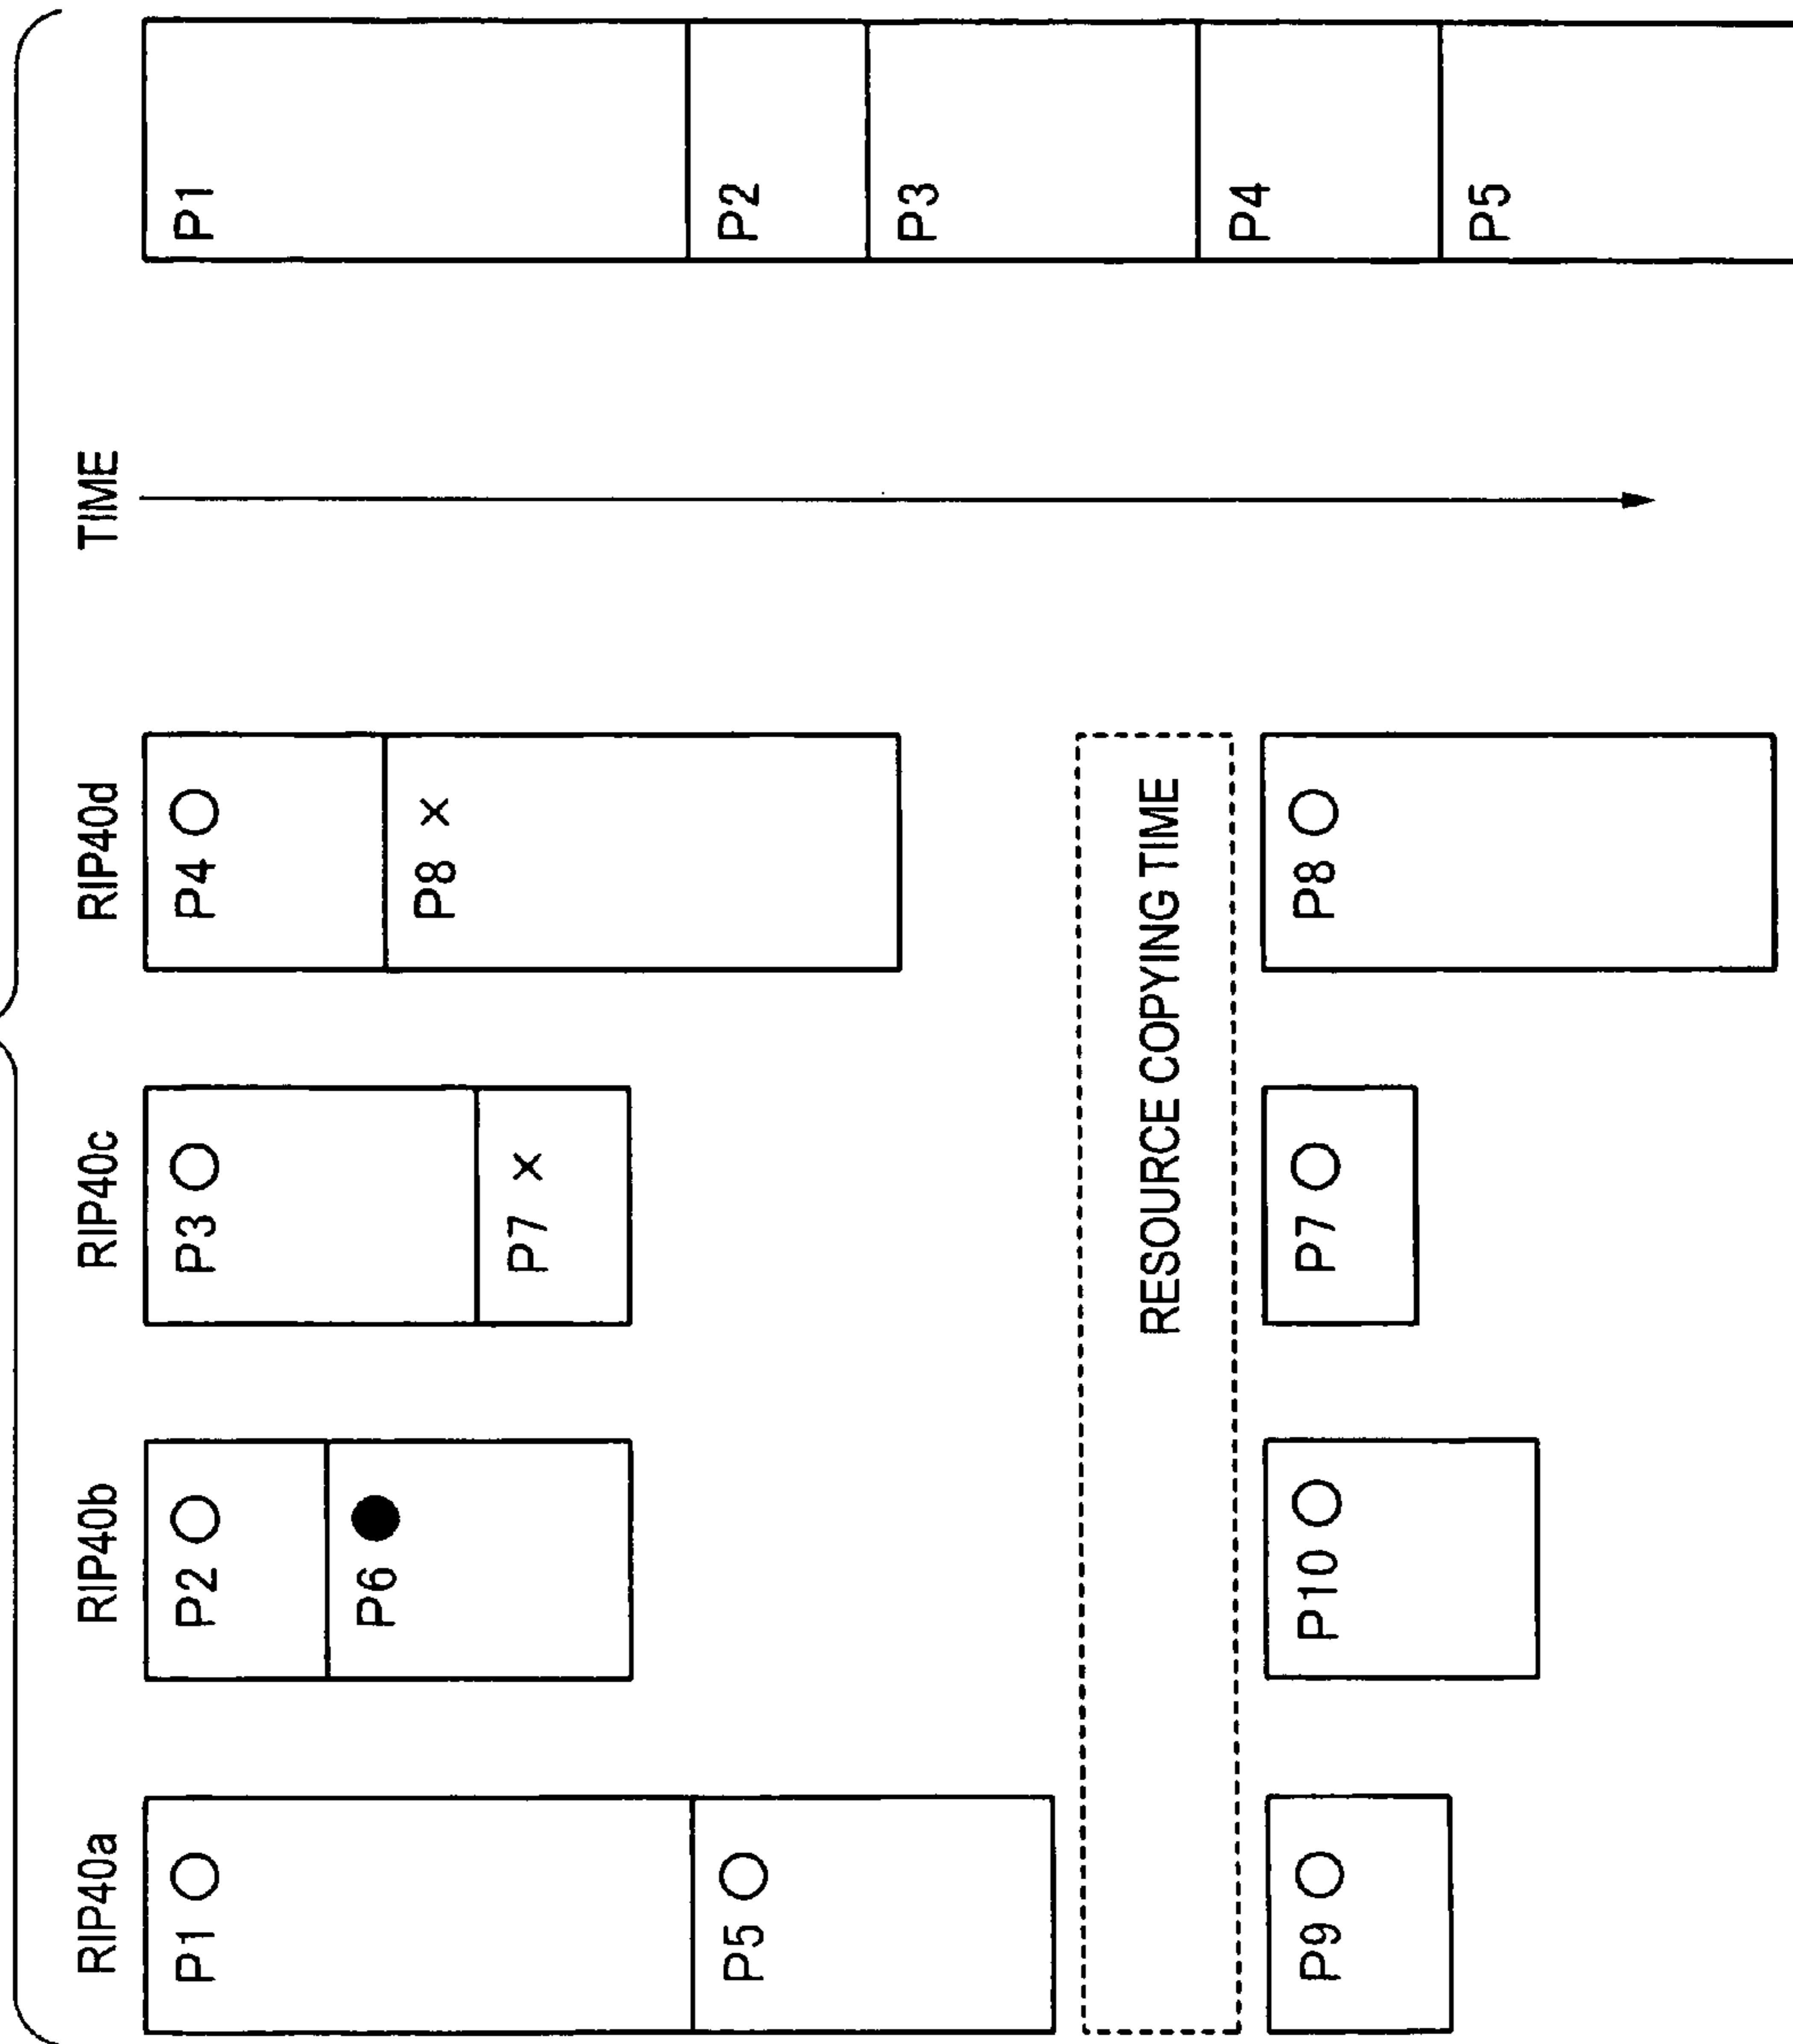 RIP40a RIP40b RIP40c RIP40d TIME
P1 ○ P2 ○ P3 ○ P4 ○ P1
P6 ●
P8 ×
P7 ×
P5 ○ P2
P3
RESOURCE COPYING TIME
P4
P9 ○ P10 ○ P7 ○ P8 ○
P5